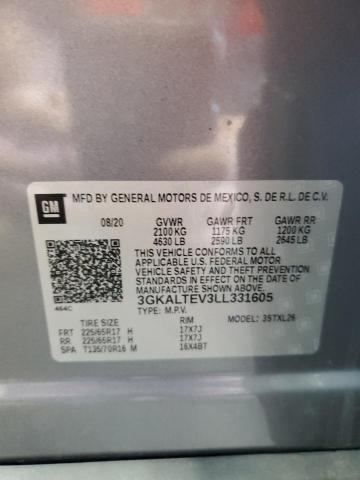 GM
MFD BY GENERAL MOTORS DE MEXICO, S. DE R.L. DE C.V.
08/20 GVWR GAWR FRT GAWR RR
2100 KG 1175 KG 1200 KG
4630 LB 2590 LB 2645 LB
THIS VEHICLE CONFORMS TO ALL
APPLICABLE U.S. FEDERAL MOTOR
VEHICLE SAFETY AND THEFT PREVENTION
STANDARDS IN EFFECT ON THE DATE OF
MANUFACTURE SHOWN ABOVE.
3GKALTEV3LL331605
464C TYPE: M.P.V.
TIRE SIZE RIM MODEL: 3STXL26
FRT 225/65R17 H 17X7J
RR 225/65R17 H 17X7J
SPA T135/70R16 M 16X4BT